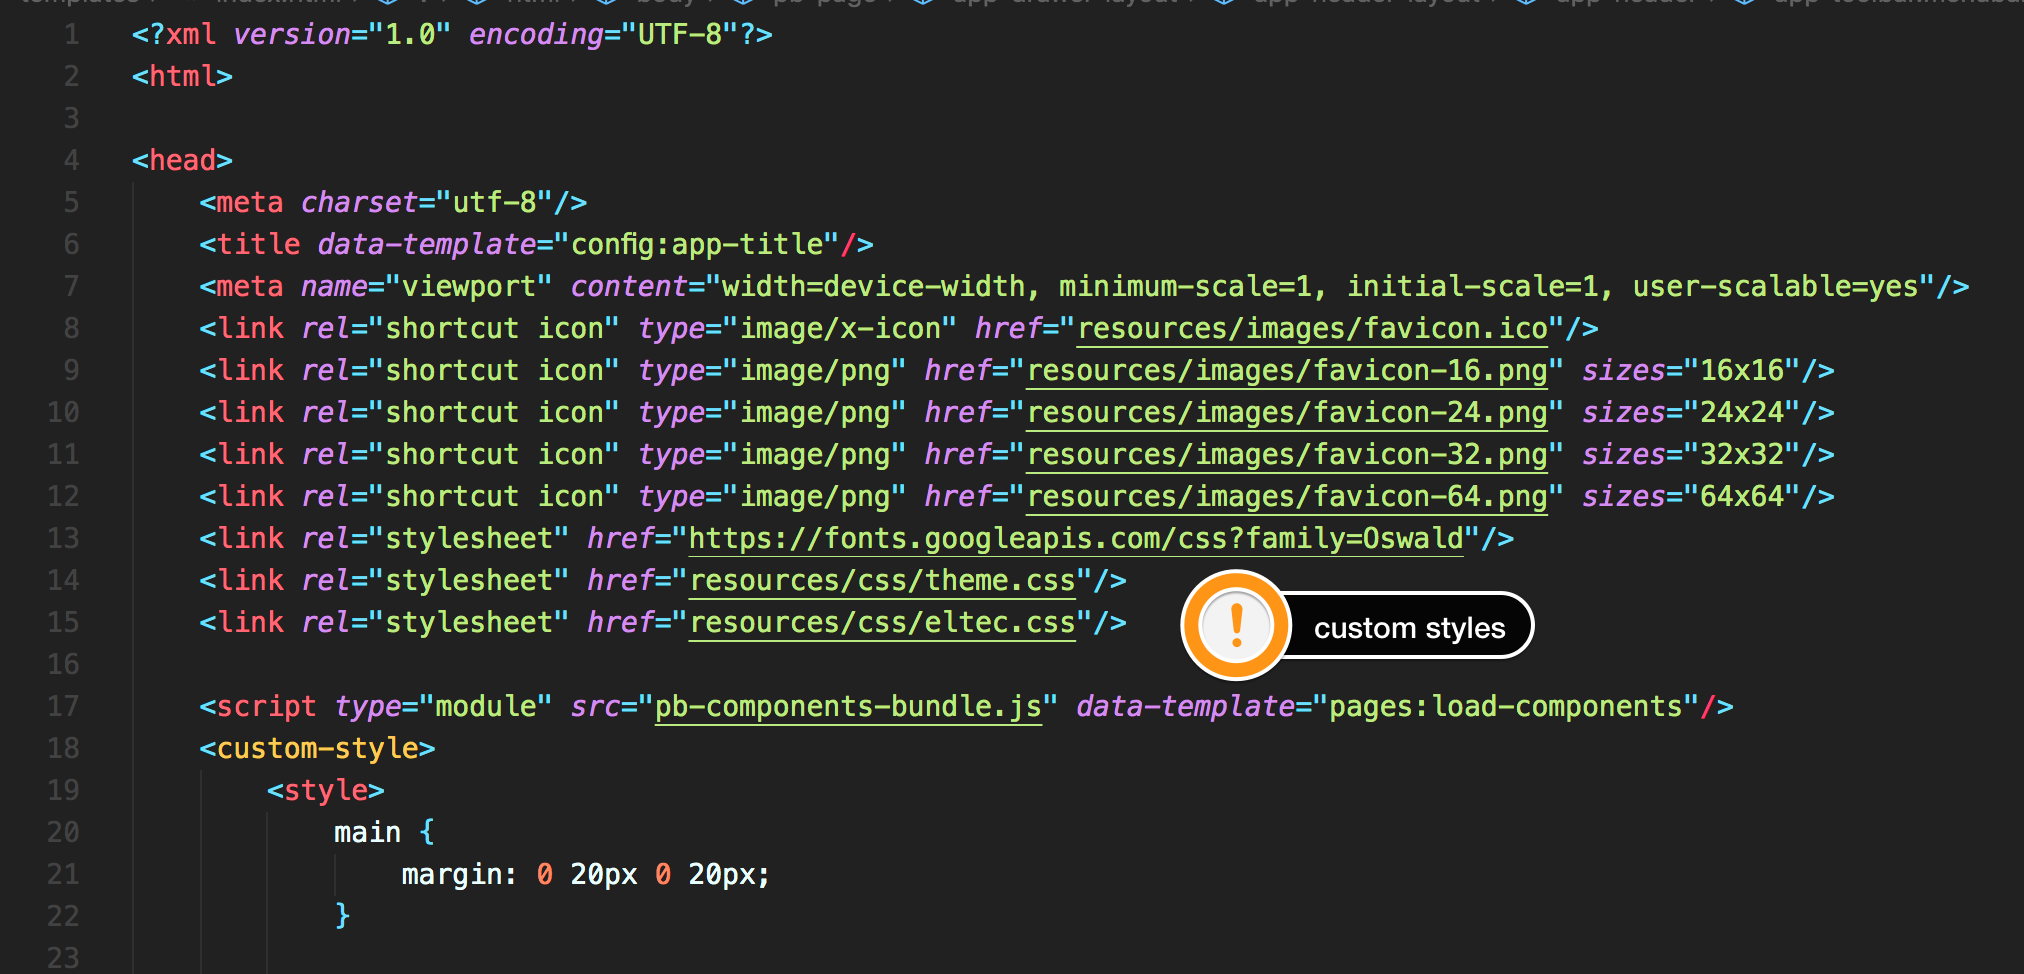 1 <?xml version="1.0" encoding="UTF-8"?>
2 <html>
3
4 <head>
5 <meta charset="utf-8"/>
6 <title data-template="config:app-title"/>
7 <meta name="viewport" content="width=device-width, minimum-scale=1, initial-scale=1, user-scalable=yes"/>
8 <link rel="shortcut icon" type="image/x-icon" href="resources/images/favicon.ico"/>
9 <link rel="shortcut icon" type="image/png" href="resources/images/favicon-16.png" sizes="16x16"/>
10 <link rel="shortcut icon" type="image/png" href="resources/images/favicon-24.png" sizes="24x24"/>
11 <link rel="shortcut icon" type="image/png" href="resources/images/favicon-32.png" sizes="32x32"/>
12 <link rel="shortcut icon" type="image/png" href="resources/images/favicon-64.png" sizes="64x64"/>
13 <link rel="stylesheet" href="https://fonts.googleapis.com/css?family=Oswald"/>
14 <link rel="stylesheet" href="resources/css/theme.css"/>
15 <link rel="stylesheet" href="resources/css/eltec.css"/>
! custom styles
16
17 <script type="module" src="pb-components-bundle.js" data-template="pages:load-components"/>
18 <custom-style>
19 <style>
20 main {
21 margin: 0 20px 0 20px;
22 }
23